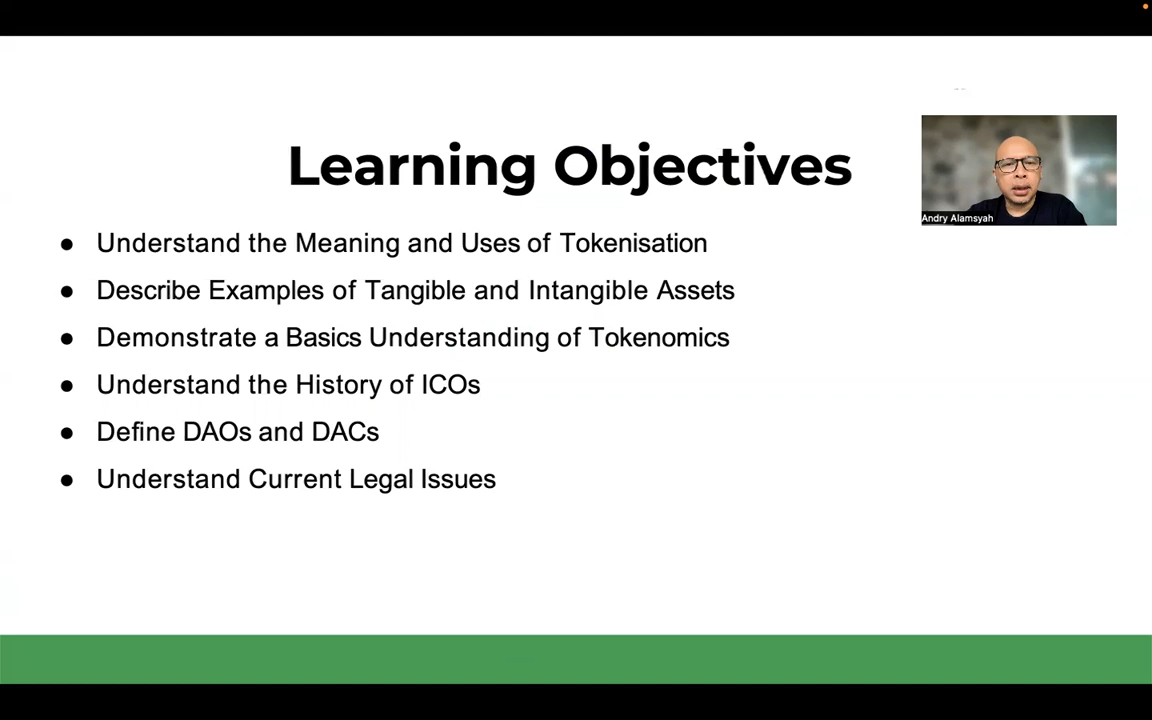 Learning Objectives
Andry Alamsyah
● Understand the Meaning and Uses of Tokenisation
● Describe Examples of Tangible and Intangible Assets
● Demonstrate a Basics Understanding of Tokenomics
● Understand the History of ICOs
● Define DAOs and DACs
● Understand Current Legal Issues